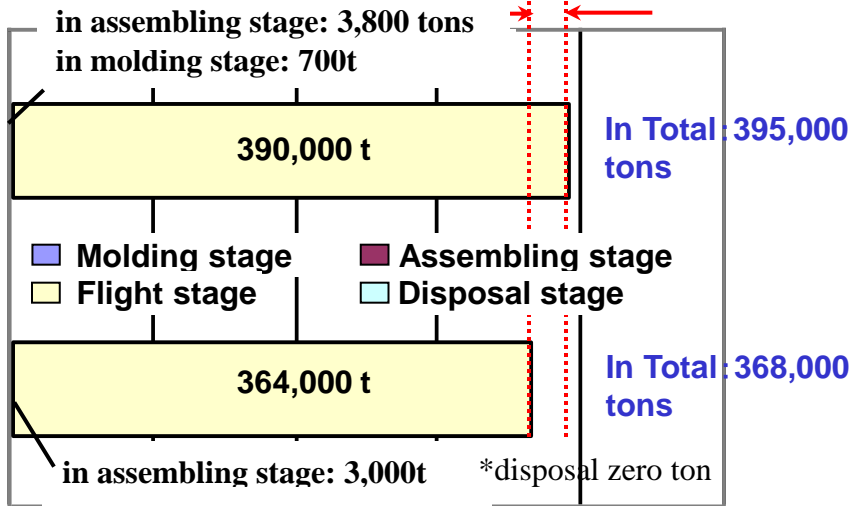 in assembling stage: 3,800 tons
in molding stage: 700t
390,000 t
In Total:395,000
tons
Molding stage
Assembling stage
Flight stage
Disposal stage
364,000 t
In Total:368,000
tons
in assembling stage: 3,000t
*disposal zero ton